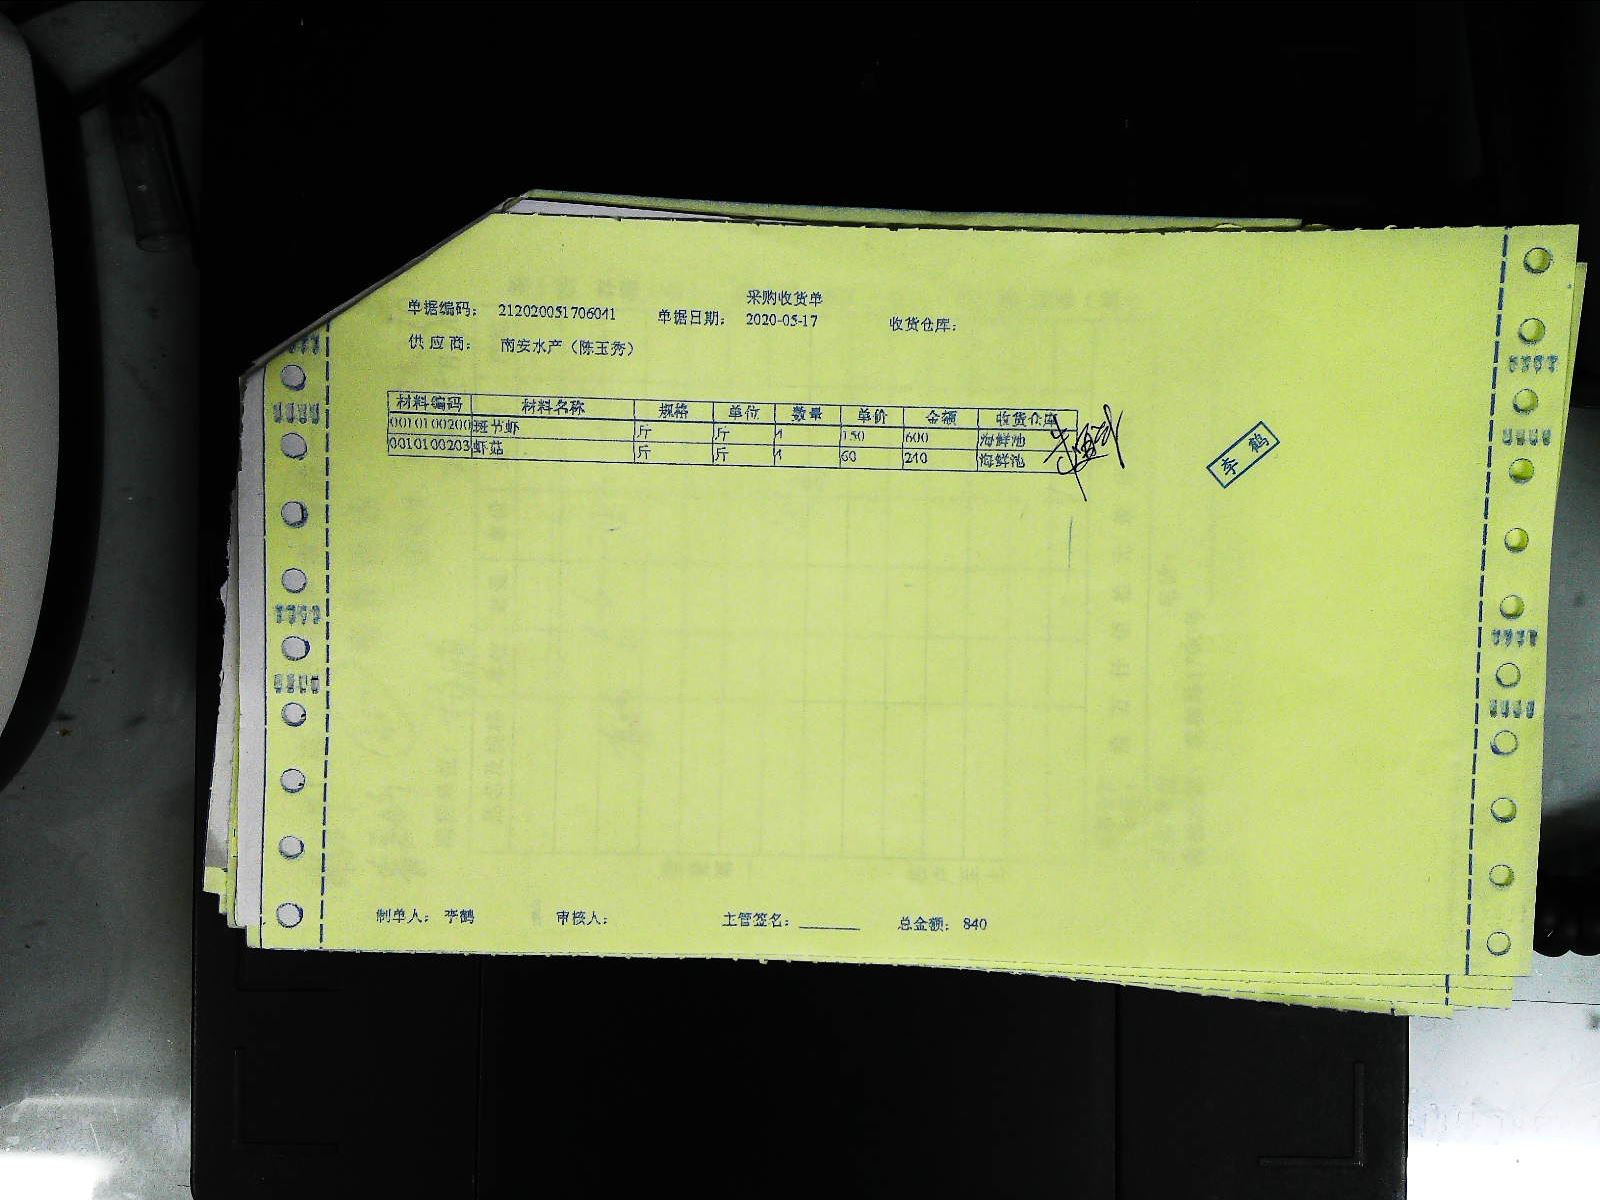 采购收货单
单据编码： 212020051706041 单据日期： 2020-05-17 收货仓库：
供 应 商： 南安水产（陈玉秀）
材料编码 材料名称 规格 单位 数量 单价 金额 收货仓库
0010100200 斑节虾 斤 斤 4 150 600 海鲜池
0010100203 虾菇 斤 斤 4 60 240 海鲜池
李鹤
制单人： 李鹤 审核人： 主管签名： 总金额： 840